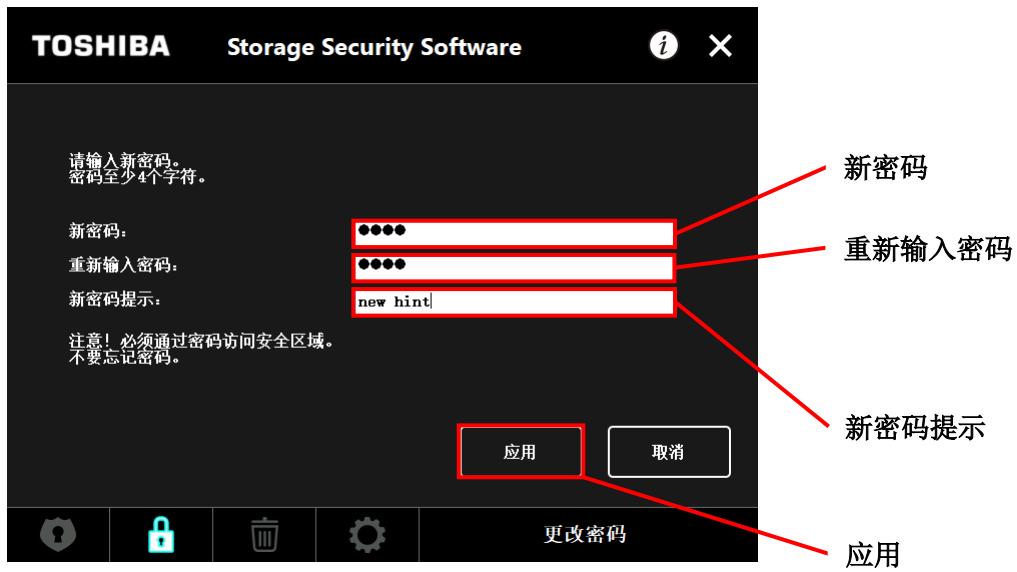 TOSHIBA Storage Security Software
请输入新密码。
密码至少4个字符。
新密码
新密码：
重新输入密码：
重新输入密码
新密码提示：
new hint
注意！必须通过密码访问安全区域。
不要忘记密码。
新密码提示
应用
取消
更改密码
应用